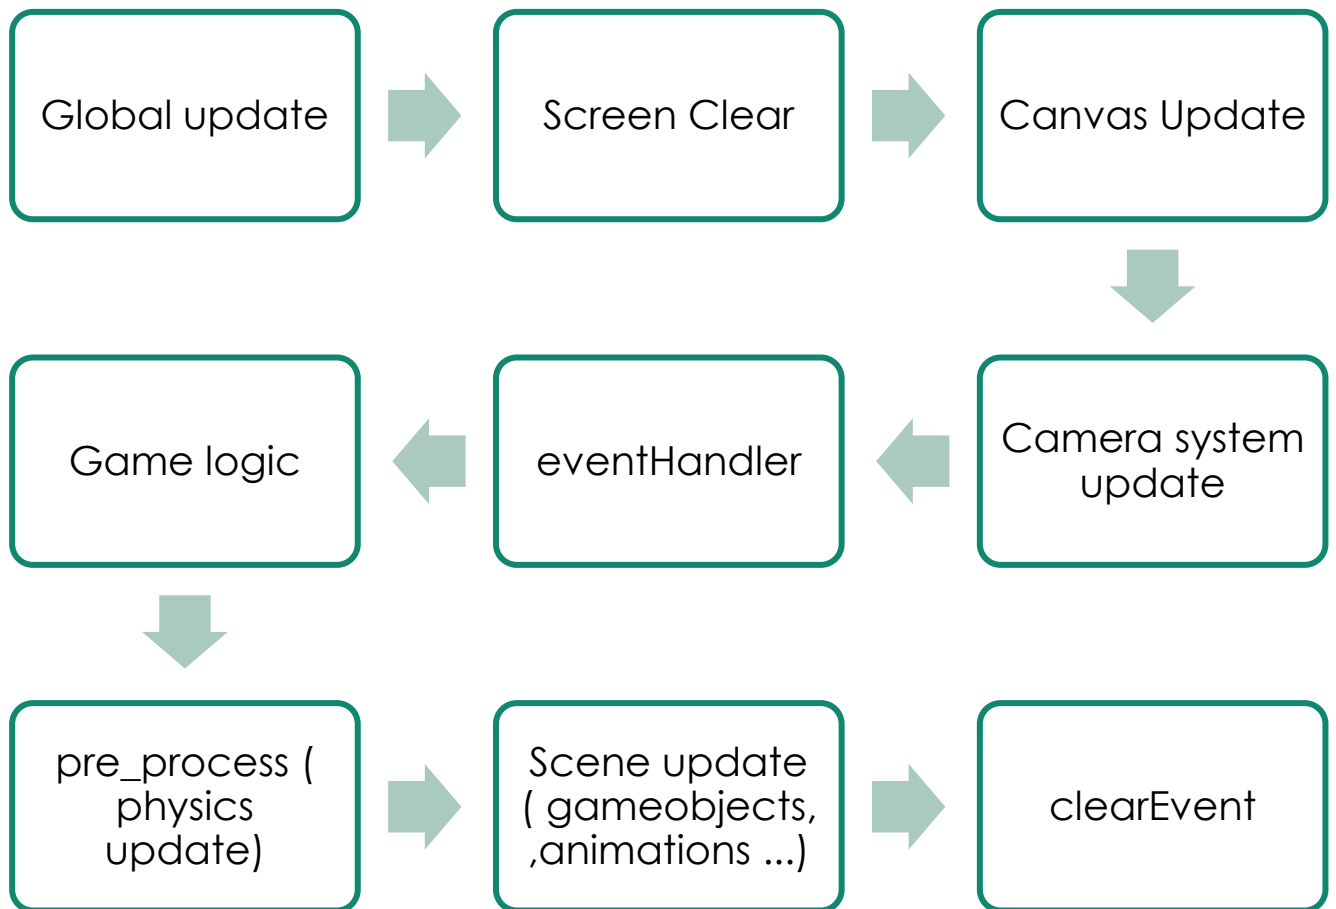 Global update
Screen Clear
Canvas Update
Camera system
update
eventHandler
Game logic
pre_process (
physics
update)
Scene update
( gameobjects,
,animations ...)
clearEvent